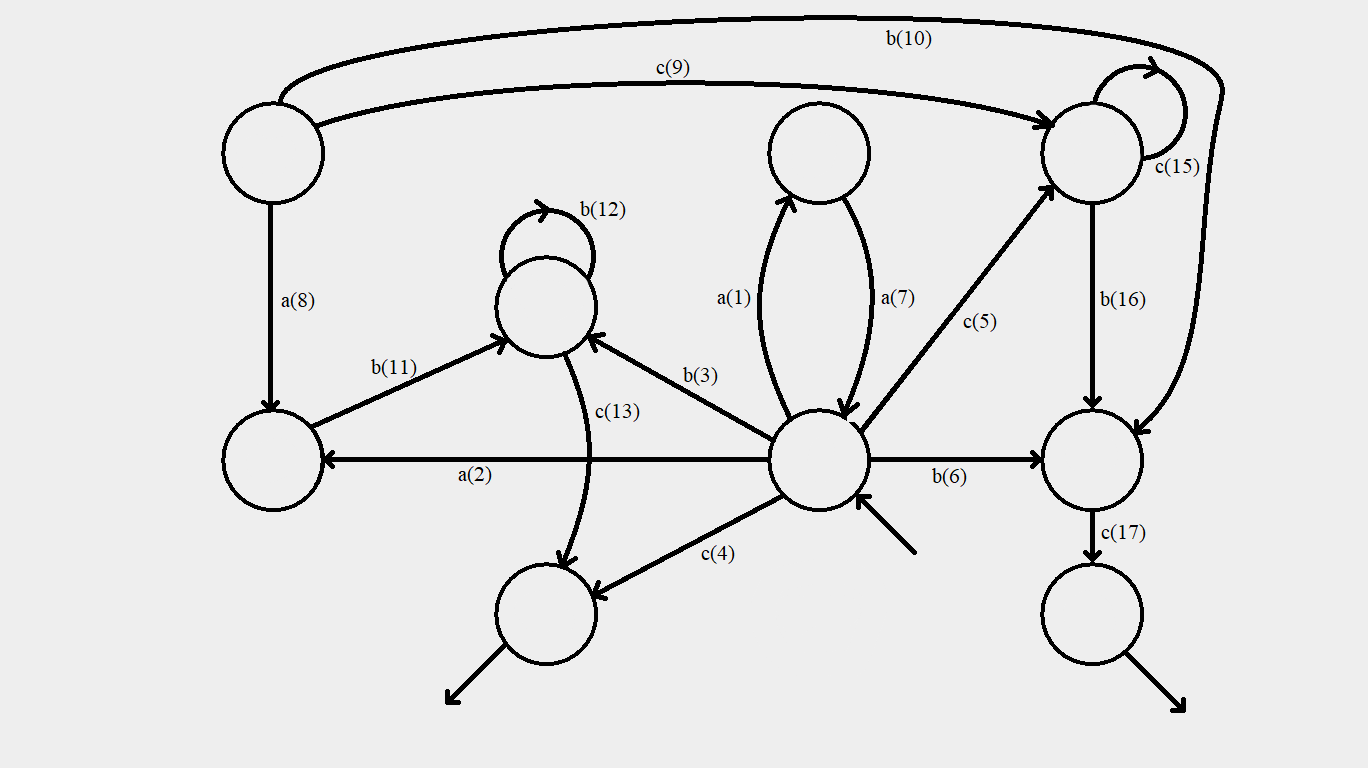 b(10)
c(9)
c(15)
b(12)
a(8)
a(1)
a(7)
b(16)
c(5)
b(11)
b(3)
c(13)
a(2)
b(6)
c(17)
c(4)